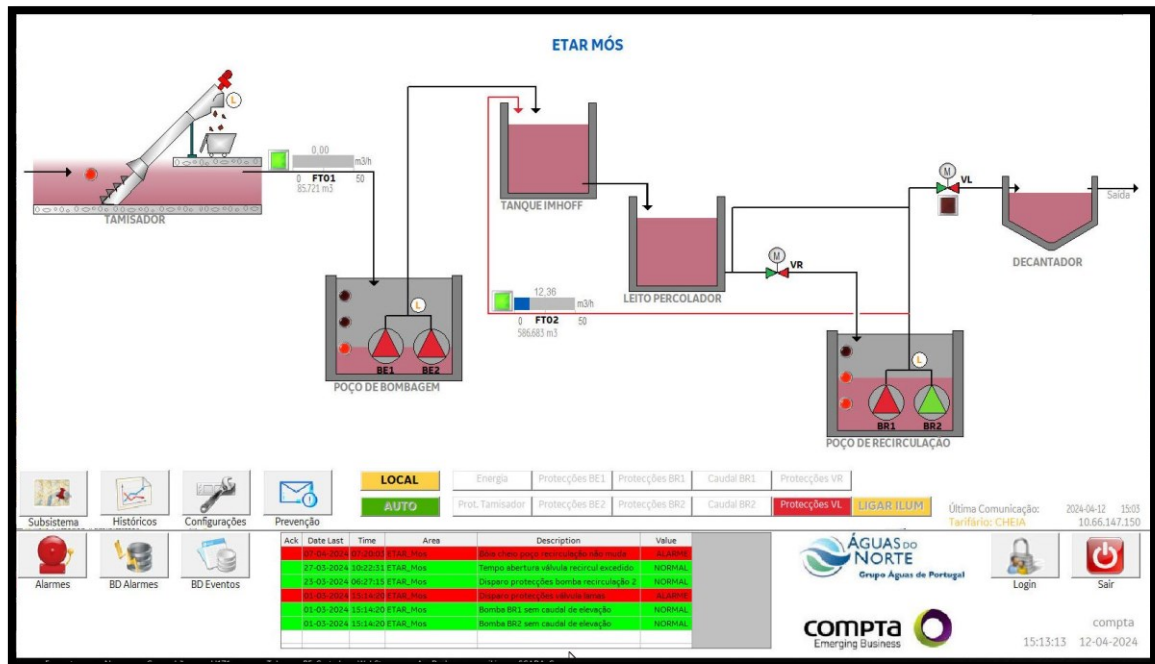 ETAR MÓS
L
0,00
m3/h
0 FT01 50
85.721 m3
TAMISADOR
TANQUE IMHOFF
M
VL
Saída
DECANTADOR
M
VR
LEITO PERCOLADOR
12,36
m3/h
0 FT02 50
586.683 m3
L
BE1 BE2
POÇO DE BOMBAGEM
L
BR1 BR2
POÇO DE RECIRCULAÇÃO
LOCAL
Energia Protecções BE1 Protecções BR1 Caudal BR1 Protecções VR
AUTO
Prot. Tamisador Protecções BE2 Protecções BR2 Caudal BR2 Protecções VL LIGAR ILUM
Subsistema Históricos Configurações Prevenção
Última Comunicação: 2024-04-12 15:03
Tarifário: CHEIA 10.66.147.150
Alarmes BD Alarmes BD Eventos
Ack Date Last Time Area Description Value
07-04-2024 07:20:01 ETAR_Mos Bóia cheio poço recirculação não muda ALARME
27-03-2024 10:22:31 ETAR_Mos Tempo abertura válvula recircul excedido NORMAL
23-03-2024 06:27:15 ETAR_Mos Disparo protecções bomba recirculação 2 NORMAL
01-03-2024 15:14:20 ETAR_Mos Disparo protecções válvula lamas ALARME
01-03-2024 15:14:20 ETAR_Mos Bomba BR1 sem caudal de elevação NORMAL
01-03-2024 15:14:20 ETAR_Mos Bomba BR2 sem caudal de elevação NORMAL
ÁGUAS DO
NORTE
Grupo Águas de Portugal
Login Sair
compta
Emerging Business
compta
15:13:13 12-04-2024